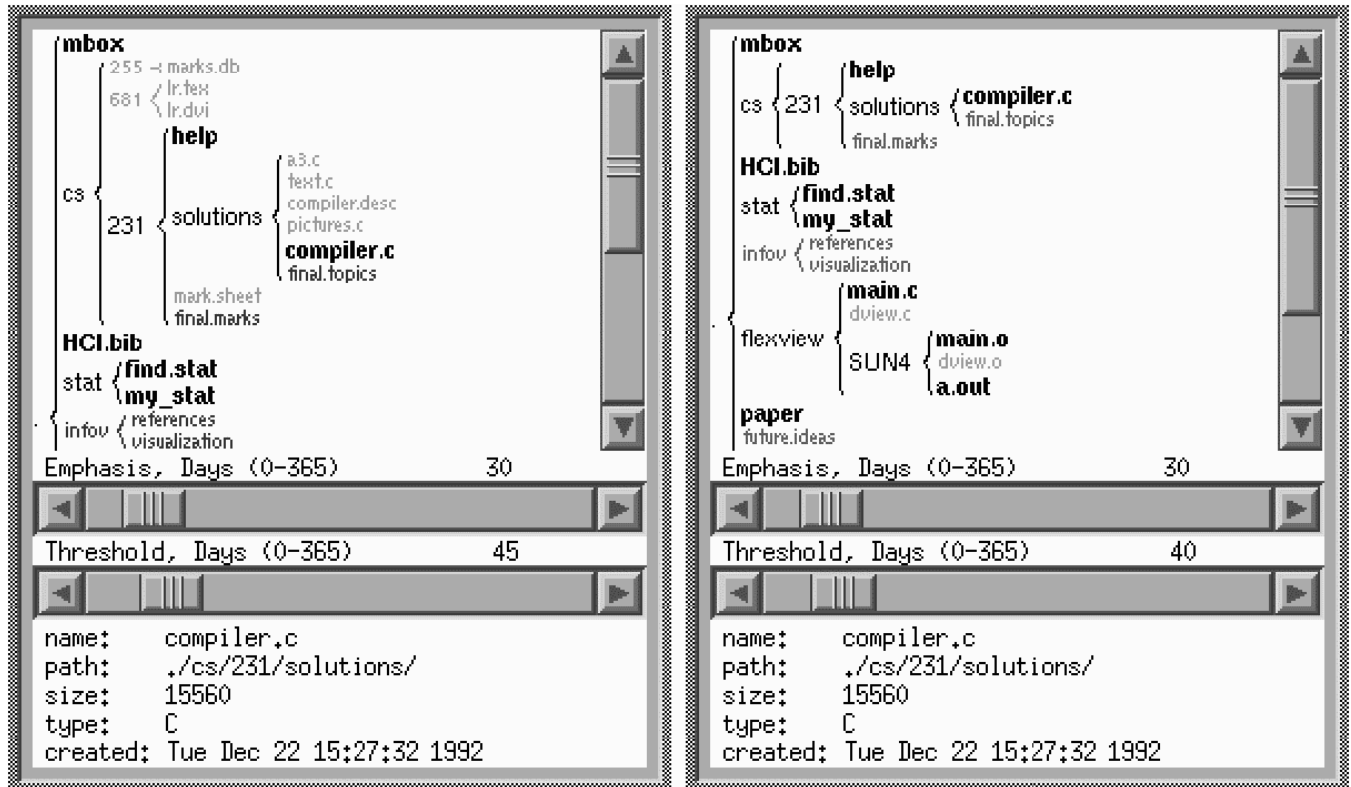 mbox
255 marks.db
681 lr.tex
lr.dvi
help
a3.c
text.c
compiler.desc
cs
231 solutions
pictures.c
compiler.c
final.topics
mark.sheet
final.marks
HCI.bib
stat find.stat
my_stat
infov references
visualization
Emphasis, Days (0-365) 30
Threshold, Days (0-365) 45
name: compiler.c
path: ./cs/231/solutions/
size: 15560
type: C
created: Tue Dec 22 15:27:32 1992
mbox
help
cs 231 solutions compiler.c
final.topics
final.marks
HCI.bib
stat find.stat
my_stat
infov references
visualization
main.c
dview.c
flexview
main.o
SUN4 dview.o
a.out
paper
future.ideas
Emphasis, Days (0-365) 30
Threshold, Days (0-365) 40
name: compiler.c
path: ./cs/231/solutions/
size: 15560
type: C
created: Tue Dec 22 15:27:32 1992